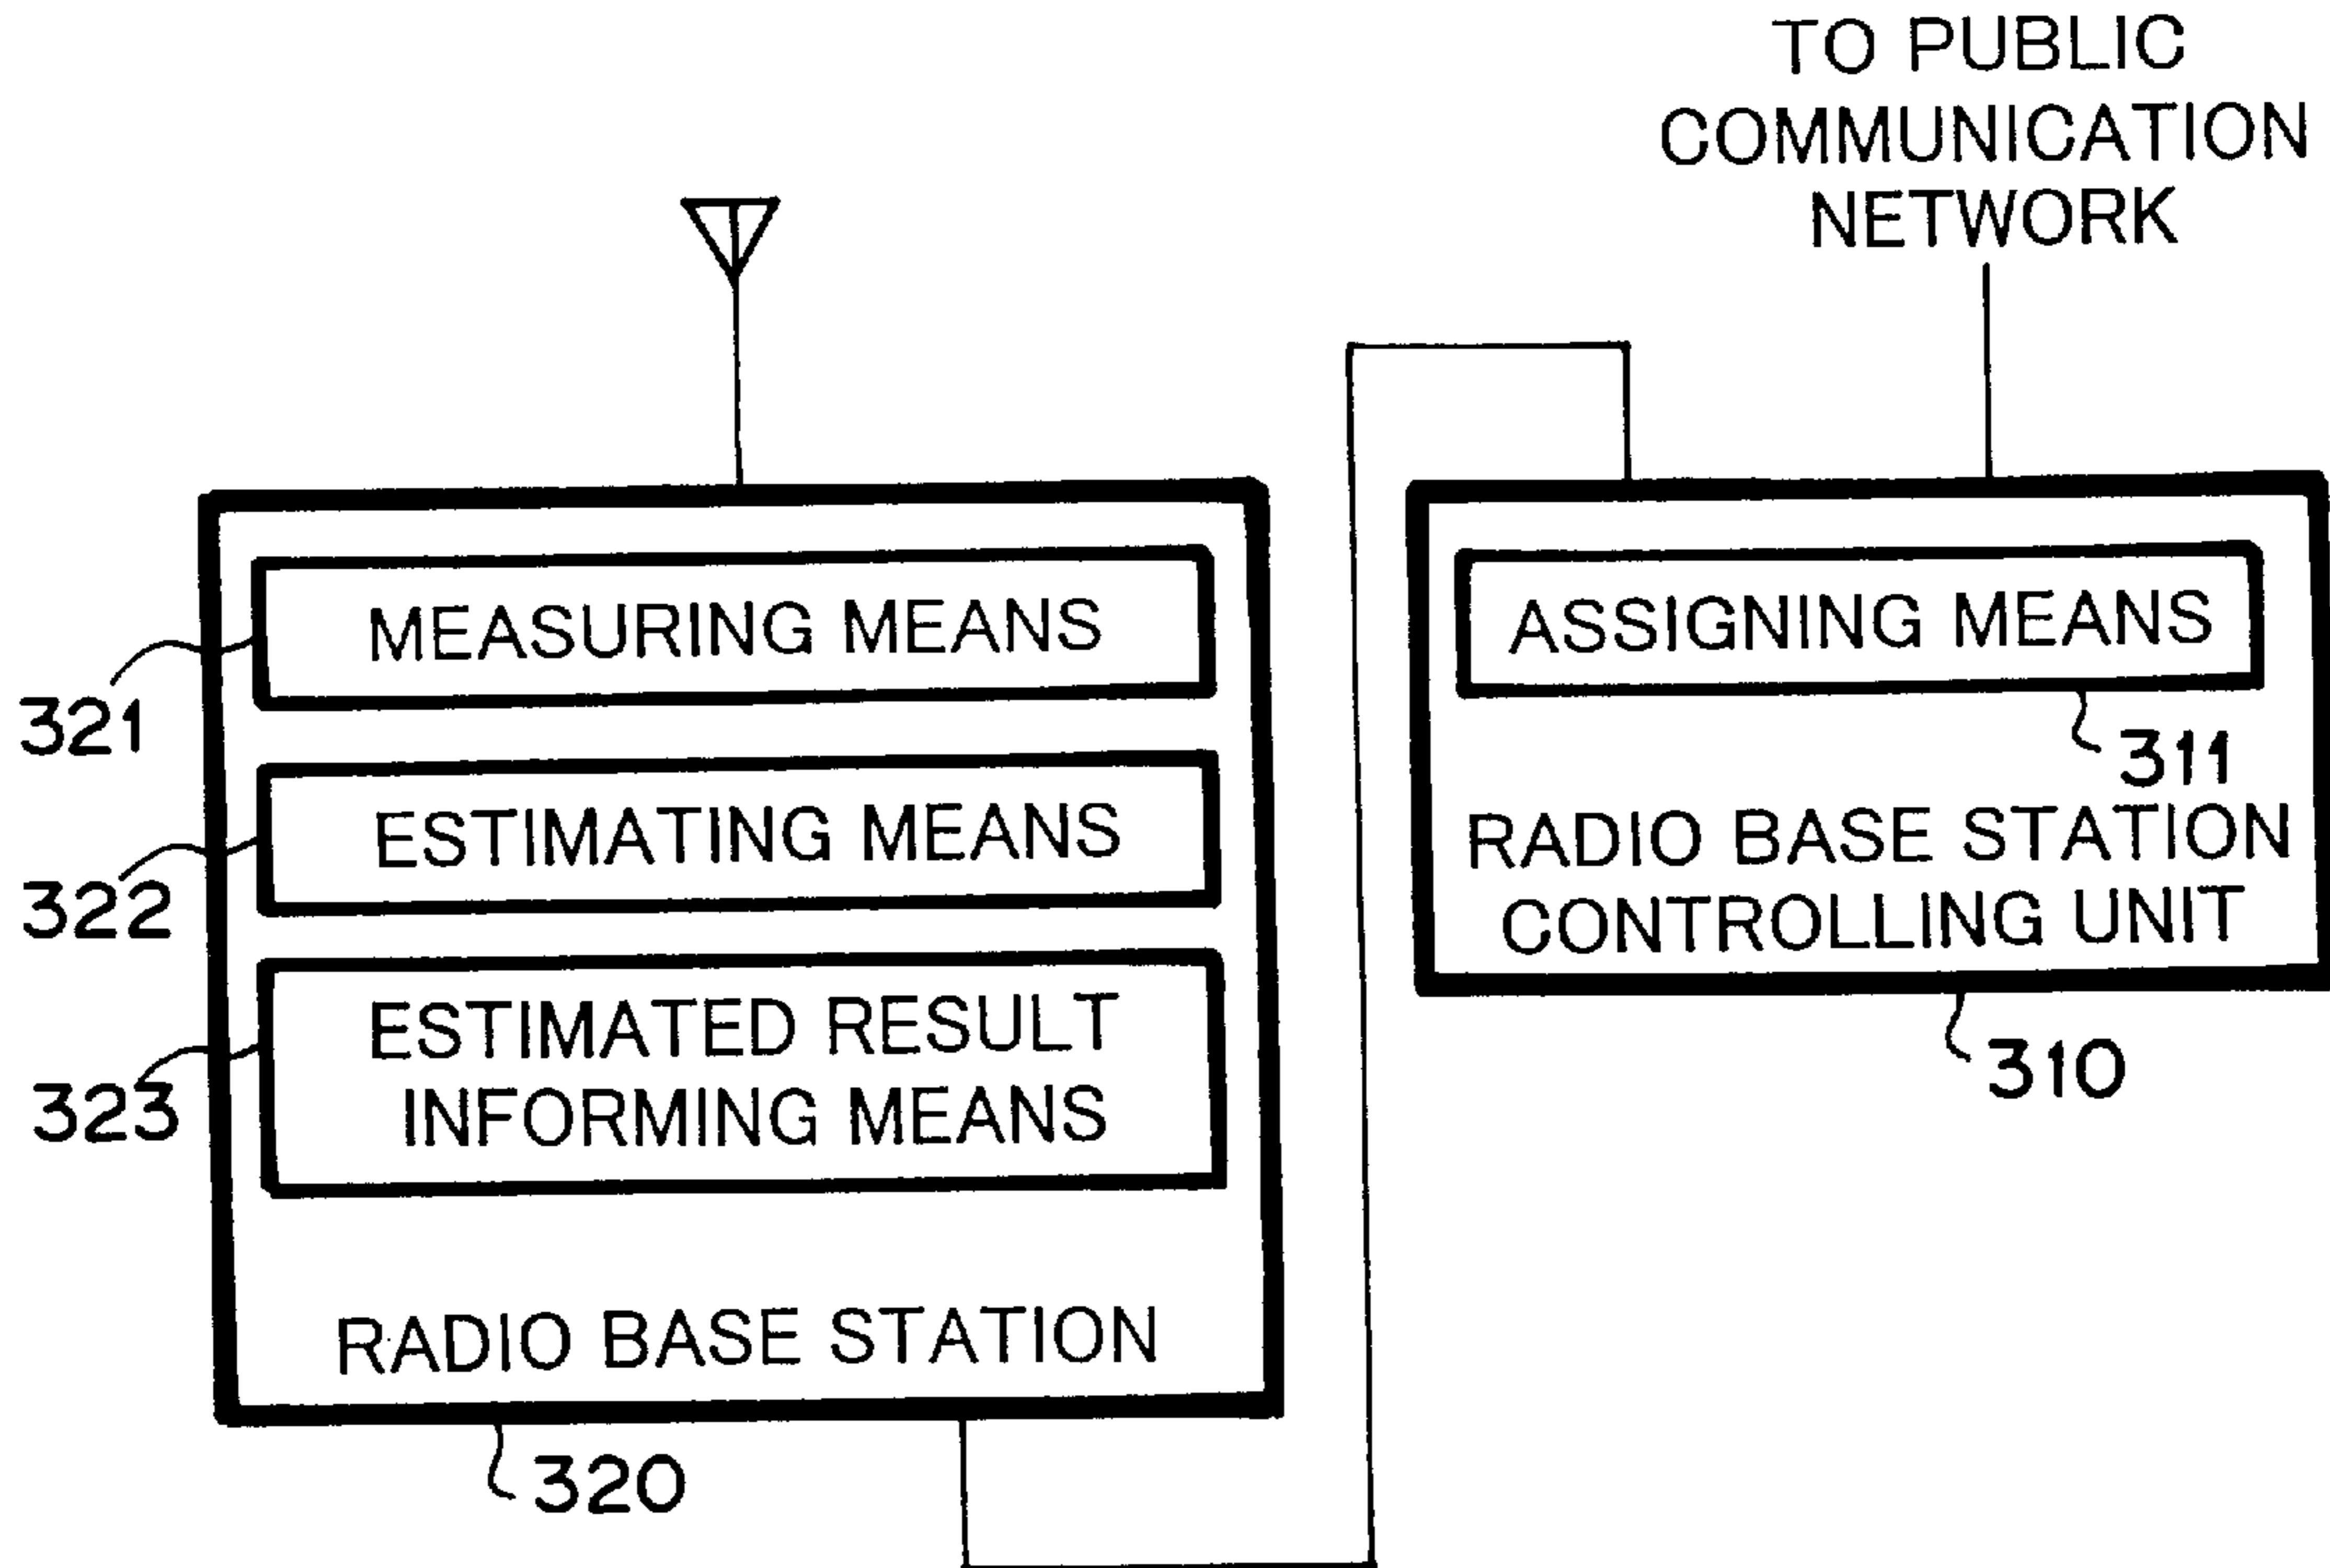 TO PUBLIC
COMMUNICATION
NETWORK
MEASURING MEANS
321
ESTIMATING MEANS
322
ESTIMATED RESULT
INFORMING MEANS
323
RADIO BASE STATION
320
ASSIGNING MEANS
311
RADIO BASE STATION
CONTROLLING UNIT
310